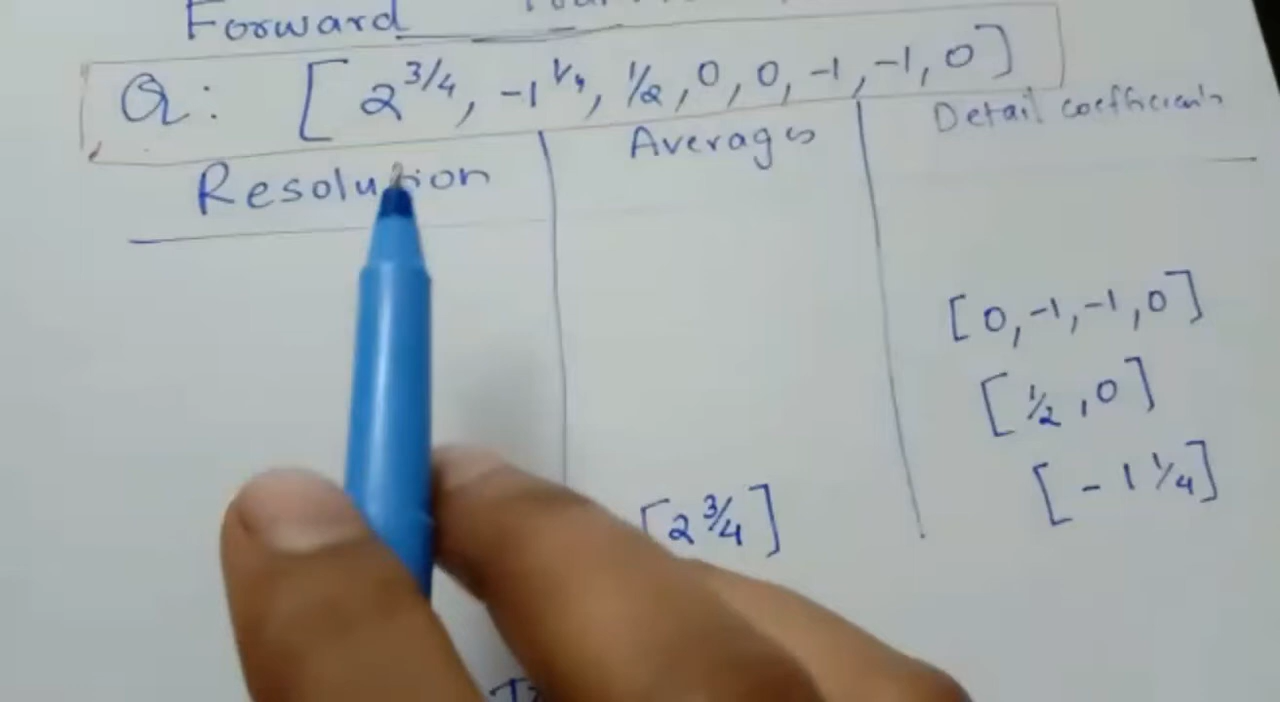 Forward
Q: [2^3/4, -1^1/4, 1/2, 0, 0, -1, -1, 0]
Resolution Averages Detail coefficients
[0, -1, -1, 0]
[1/2, 0]
[2 3/4] [-1 1/4]